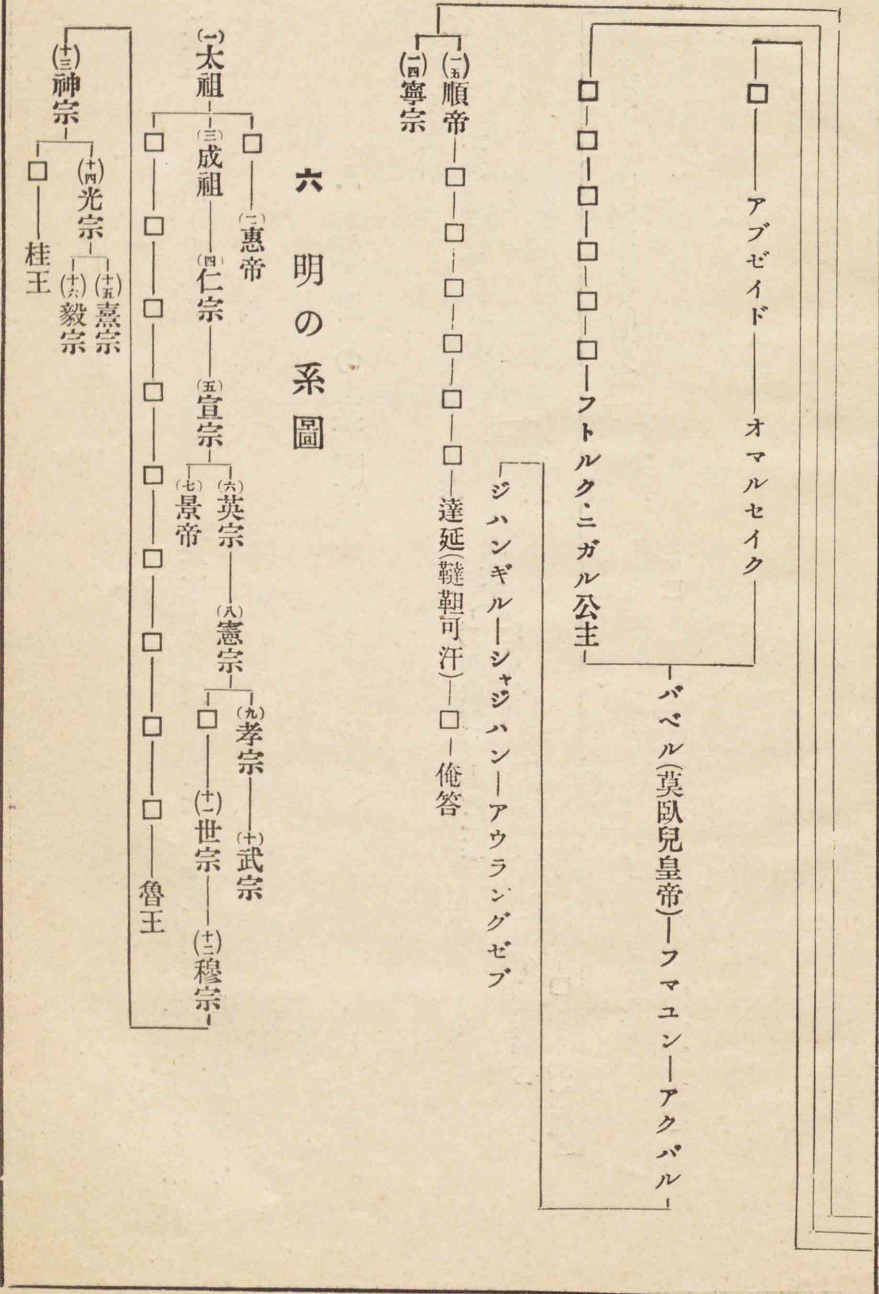 □―アブゼイド―オマルセイク
□―□―□―□―□―□―フトルク・ニガル公主
バベル(莫臥兒皇帝)―フマユン―アクバル
ジハンギル―シャジハン―アウラングゼブ
(一五)順帝―□―□―□―□―□―□―達延(韃靼可汗)―□―俺答
(一四)寧宗
六 明の系圖
□―(二)惠帝
(一)太祖―(三)成祖―(四)仁宗―(五)宣宗―(六)英宗―(八)憲宗―(九)孝宗―(十)武宗
(七)景帝
□―(十一)世宗―(十二)穆宗
□―□―□―□―□―□―□―□―□―魯王
(十三)神宗―(十四)光宗―(十五)熹宗
(十六)毅宗
□―桂王